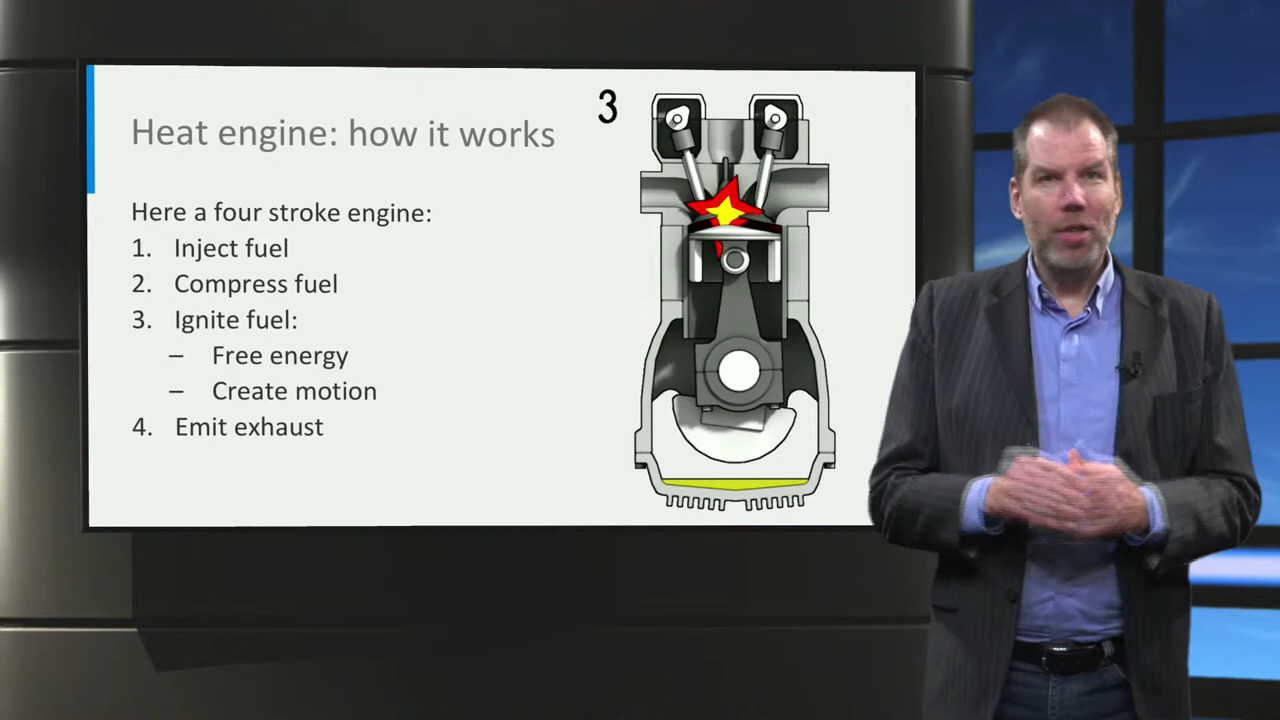 Heat engine: how it works
3
Here a four stroke engine:
1. Inject fuel
2. Compress fuel
3. Ignite fuel:
– Free energy
– Create motion
4. Emit exhaust